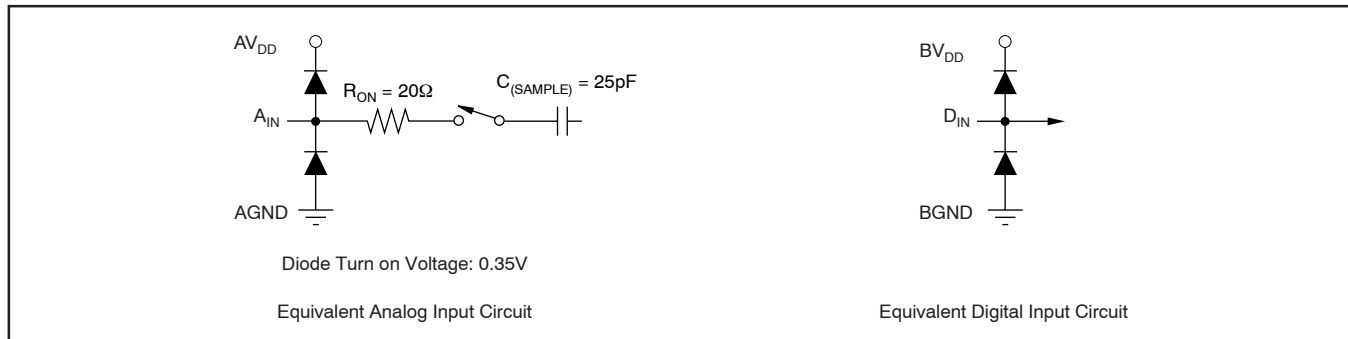 AV_DD
R_ON = 20Ω
C_(SAMPLE) = 25pF
A_IN
AGND
Diode Turn on Voltage: 0.35V
Equivalent Analog Input Circuit
BV_DD
D_IN
BGND
Equivalent Digital Input Circuit